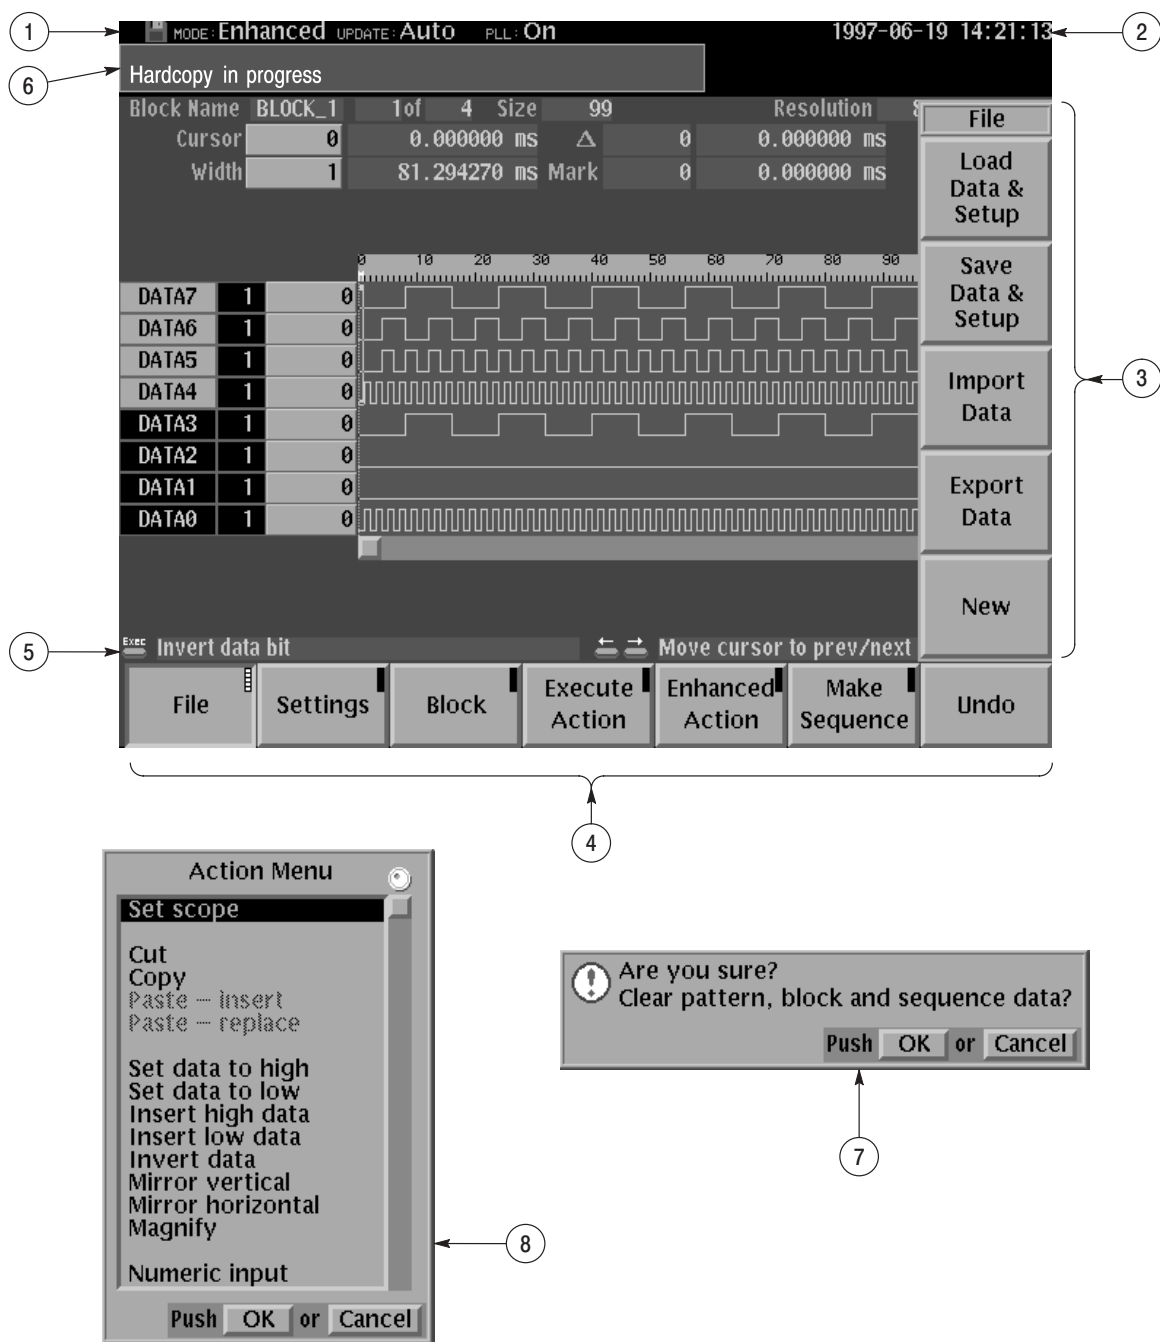 1
MODE: Enhanced UPDATE: Auto PLL: On 1997-06-19 14:21:13
2
6
Hardcopy in progress
Block Name BLOCK_1 1of 4 Size 99 Resolution
Cursor 0 0.000000 ms Δ 0 0.000000 ms
Width 1 81.294270 ms Mark 0 0.000000 ms
File
Load
Data &
Setup
Save
Data &
Setup
Import
Data
Export
Data
New
3
0 10 20 30 40 50 60 70 80 90
DATA7 1 0
DATA6 1 0
DATA5 1 0
DATA4 1 0
DATA3 1 0
DATA2 1 0
DATA1 1 0
DATA0 1 0
5
Exec Invert data bit ← → Move cursor to prev/next
File
Settings
Block
Execute
Action
Enhanced
Action
Make
Sequence
Undo
4
Action Menu
Set scope
Cut
Copy
Paste – insert
Paste – replace
Set data to high
Set data to low
Insert high data
Insert low data
Invert data
Mirror vertical
Mirror horizontal
Magnify
Numeric input
Push OK or Cancel
8
Are you sure?
Clear pattern, block and sequence data?
Push OK or Cancel
7